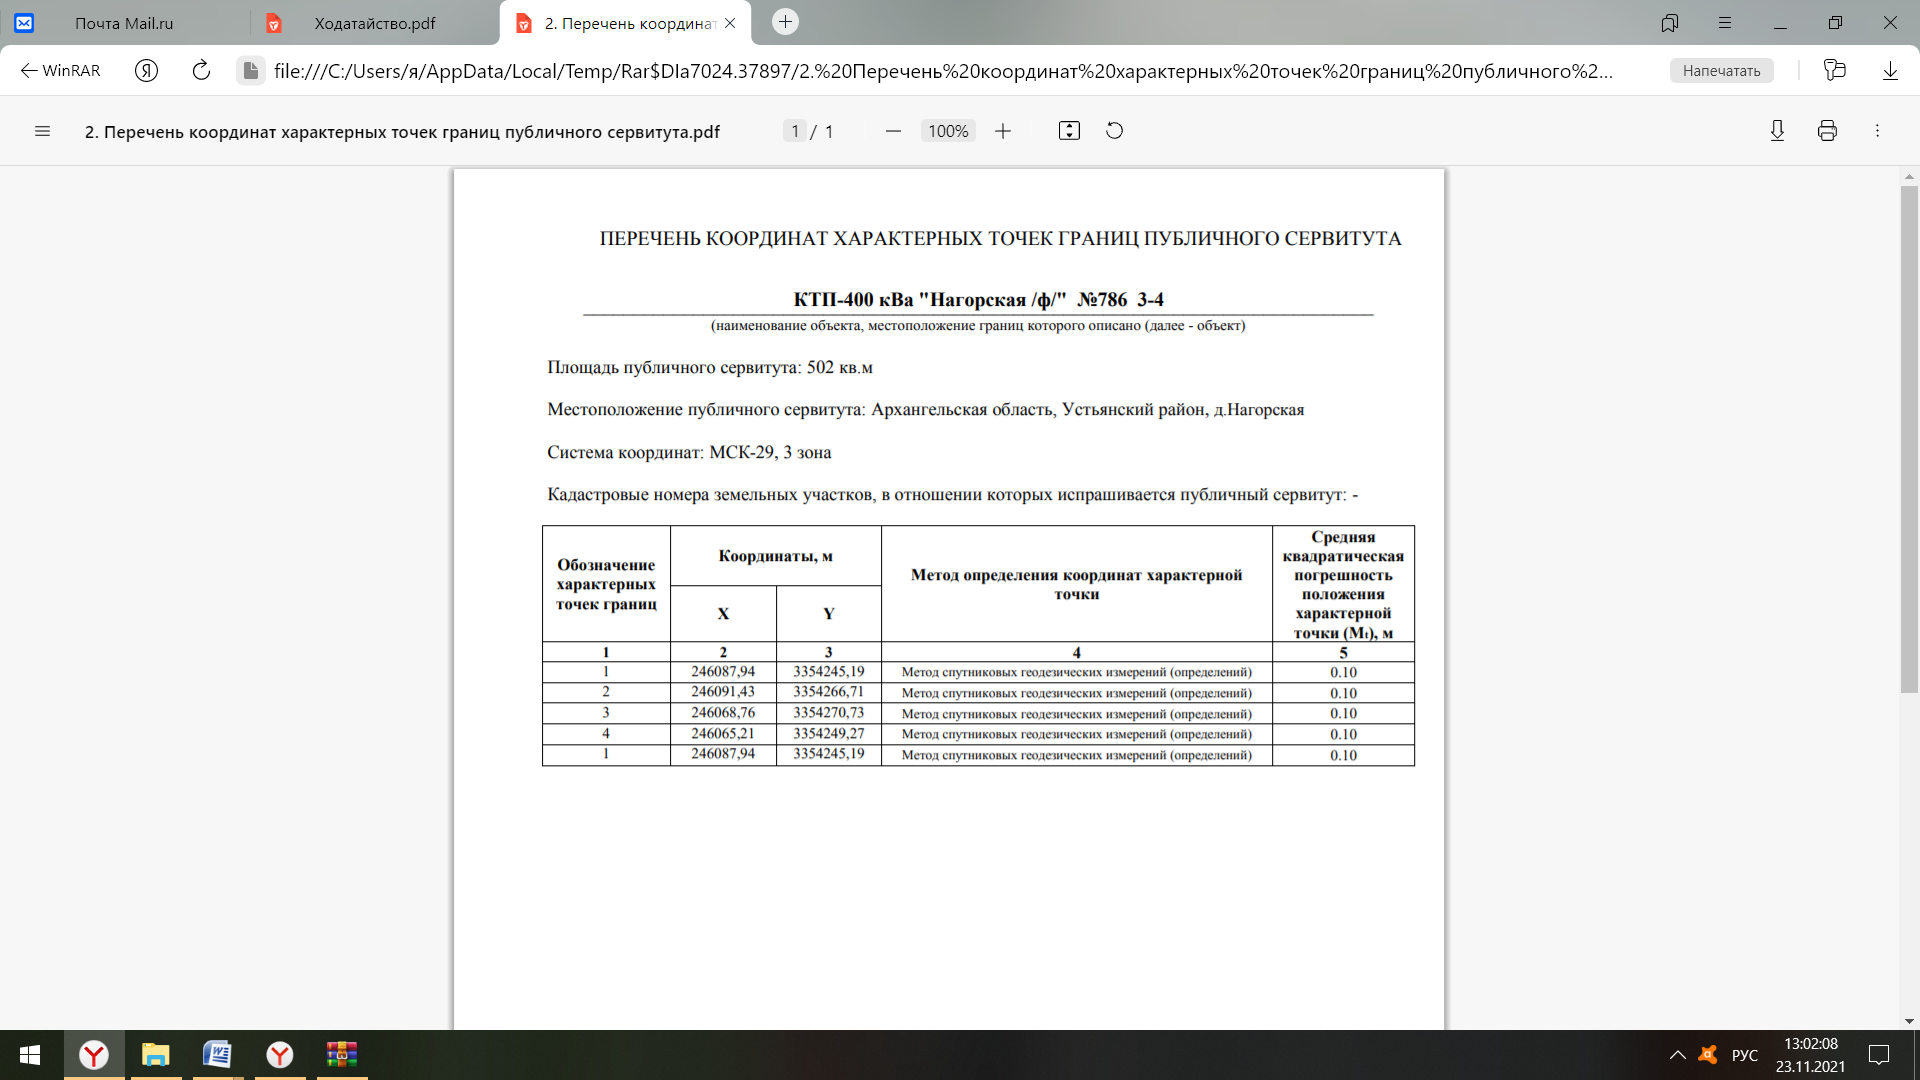 Почта Mail.ru
Ходатайство.pdf
2. Перечень координат
WinRAR
file:///C:/Users/я/AppData/Local/Temp/Rar$DIa7024.37897/2.%20Перечень%20координат%20характерных%20точек%20границ%20публичного%2...
Напечатать
2. Перечень координат характерных точек границ публичного сервитута.pdf
1 / 1
100%
ПЕРЕЧЕНЬ КООРДИНАТ ХАРАКТЕРНЫХ ТОЧЕК ГРАНИЦ ПУБЛИЧНОГО СЕРВИТУТА
КТП-400 кВа "Нагорская /ф/" №786 3-4
(наименование объекта, местоположение границ которого описано (далее - объект)
Площадь публичного сервитута: 502 кв.м
Местоположение публичного сервитута: Архангельская область, Устьянский район, д.Нагорская
Система координат: МСК-29, 3 зона
Кадастровые номера земельных участков, в отношении которых испрашивается публичный сервитут: -
Обозначение
характерных
точек границ
Координаты, м
X
Y
Метод определения координат характерной
точки
Средняя
квадратическая
погрешность
положения
характерной
точки (Mt), м
1 2 3 4 5
1 246087,94 3354245,19 Метод спутниковых геодезических измерений (определений) 0.10
2 246091,43 3354266,71 Метод спутниковых геодезических измерений (определений) 0.10
3 246068,76 3354270,73 Метод спутниковых геодезических измерений (определений) 0.10
4 246065,21 3354249,27 Метод спутниковых геодезических измерений (определений) 0.10
1 246087,94 3354245,19 Метод спутниковых геодезических измерений (определений) 0.10
РУС
13:02:08
23.11.2021